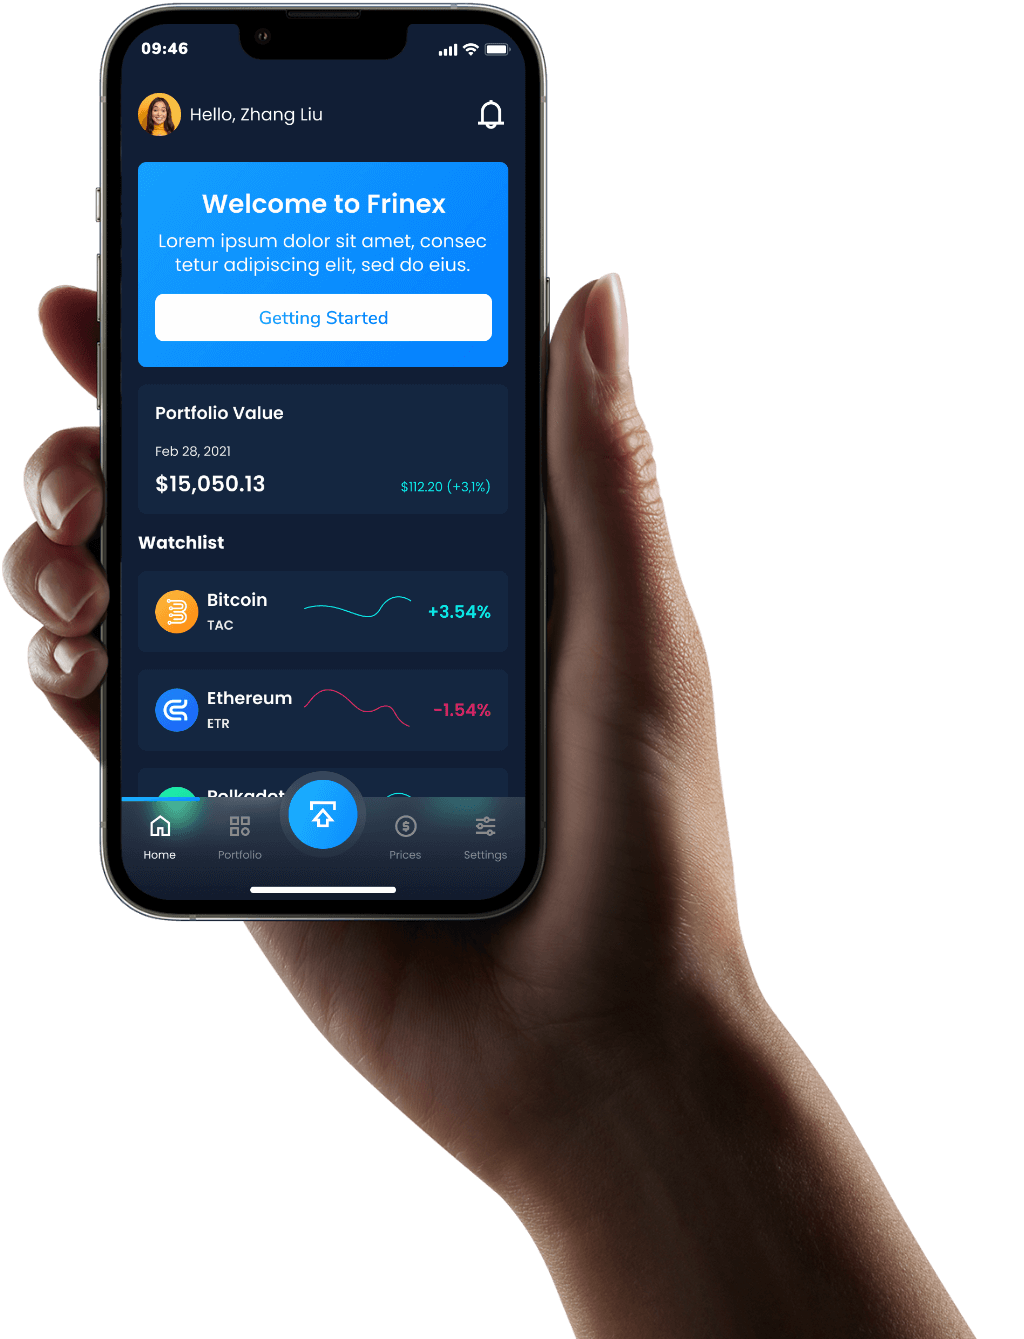 09:46
Hello, Zhang Liu
Welcome to Frinex
Lorem ipsum dolor sit amet, consec
tetur adipiscing elit, sed do eius.
Getting Started
Portfolio Value
Feb 28, 2021
$15,050.13
$112.20 (+3,1%)
Watchlist
Bitcoin
TAC
+3.54%
Ethereum
ETR
-1.54%
Polkadot
Home
Portfolio
Prices
Settings